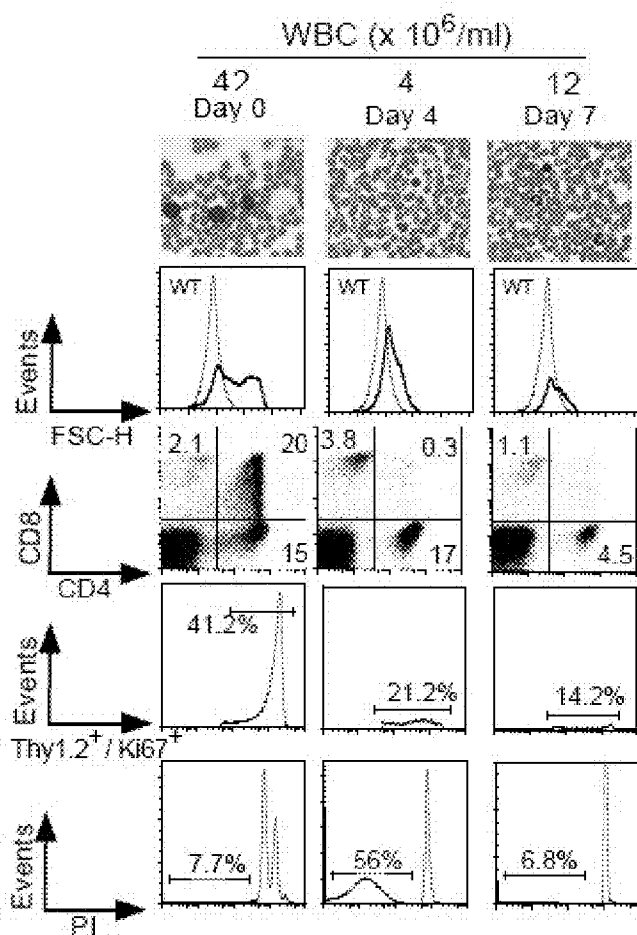 WBC (x 10⁶/ml)
42 4 12
Day 0 Day 4 Day 7
WT WT WT
Events
FSC-H
2.1 20 3.8 0.3 1.1
CD8
15 17 4.5
CD4
41.2% 21.2% 14.2%
Events
Thy1.2⁺/ Ki67⁺
7.7% 56% 6.8%
Events
PI